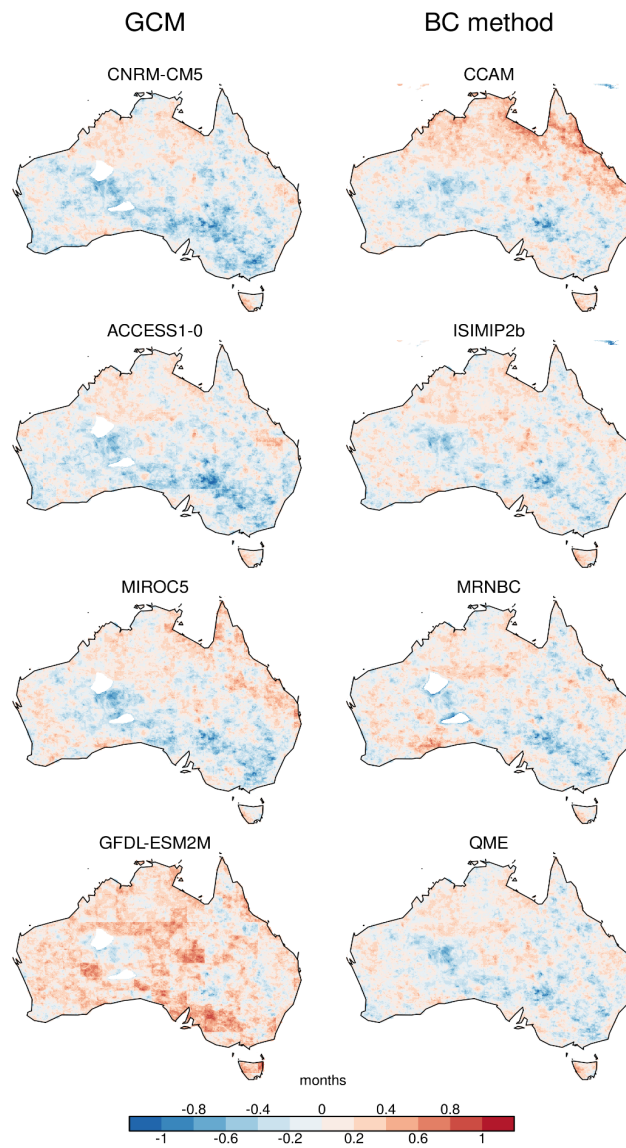 GCM BC method
CNRM-CM5 CCAM
ACCESS1-0 ISIMIP2b
MIROC5 MRNBC
GFDL-ESM2M QME
months
-0.8 -0.4 0 0.4 0.8
-1 -0.6 -0.2 0.2 0.6 1